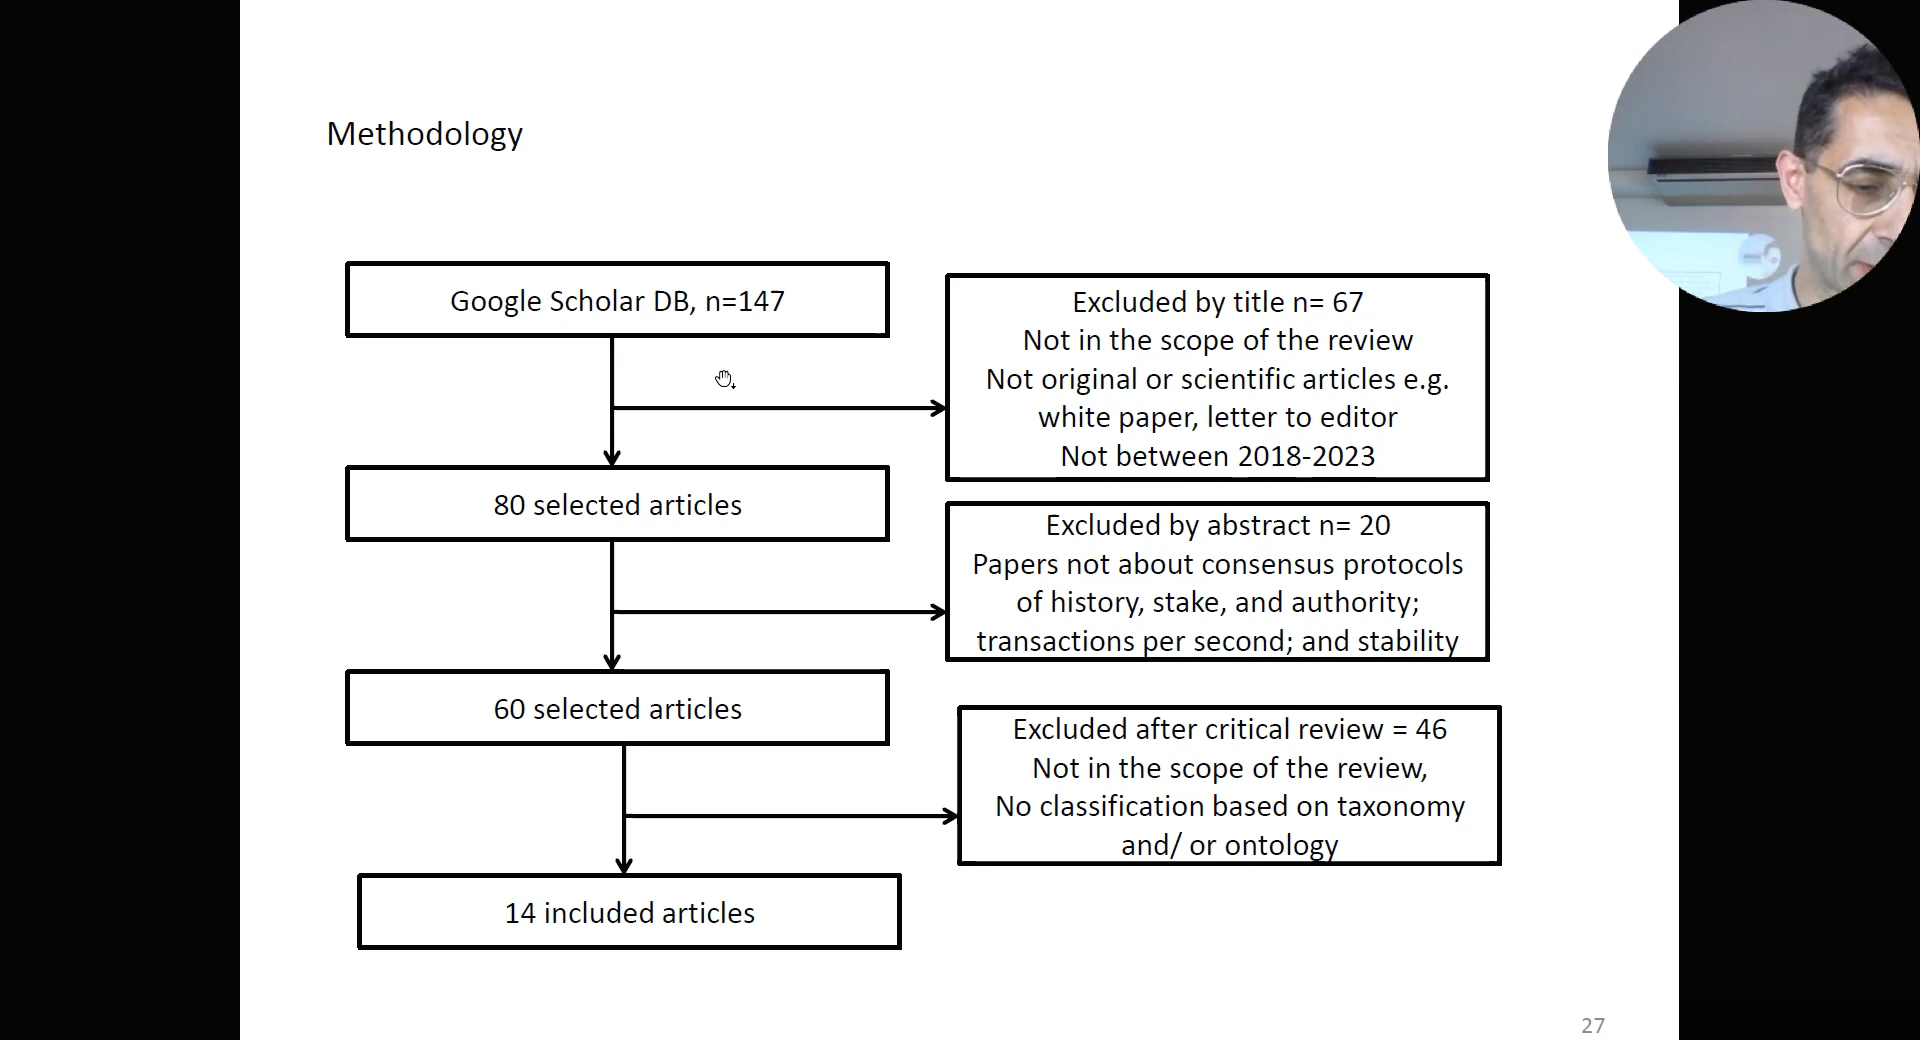 Methodology
Google Scholar DB, n=147
Excluded by title n= 67
Not in the scope of the review
Not original or scientific articles e.g.
white paper, letter to editor
Not between 2018-2023
80 selected articles
Excluded by abstract n= 20
Papers not about consensus protocols
of history, stake, and authority;
transactions per second; and stability
60 selected articles
Excluded after critical review = 46
Not in the scope of the review,
No classification based on taxonomy
and/ or ontology
14 included articles
27